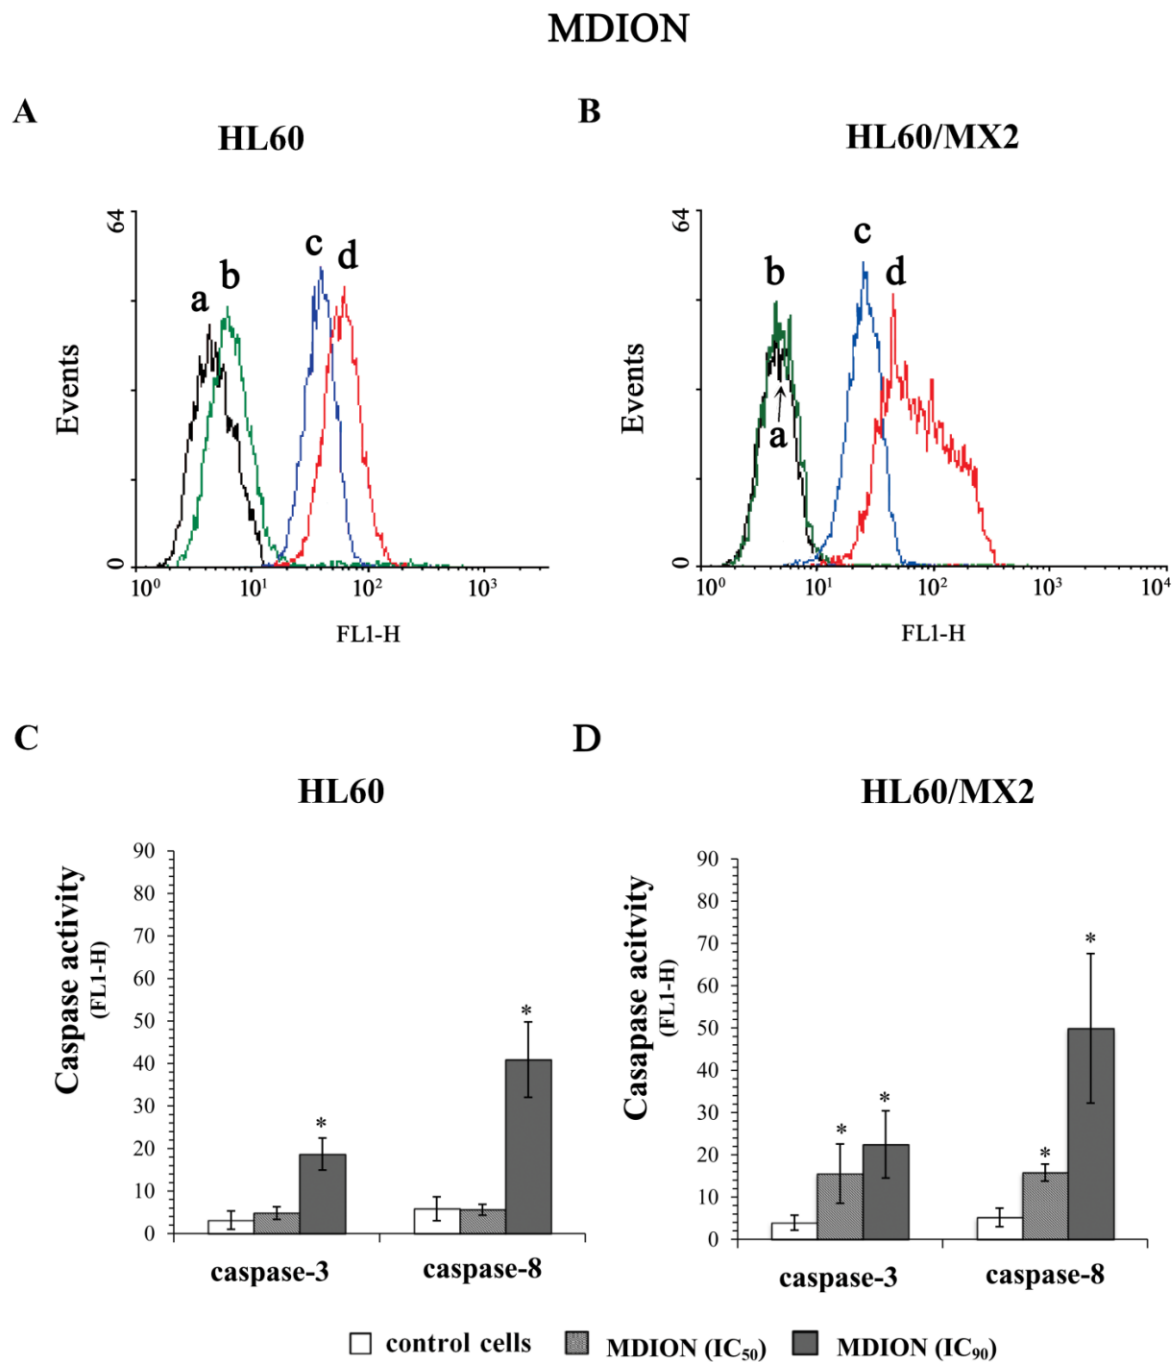 MDION
A
HL60
64
Events
0
a
b
c
d
10⁰
10¹
10²
10³
FL1-H
B
HL60/MX2
64
Events
0
b
a
c
d
10⁰
10¹
10²
10³
10⁴
FL1-H
C
HL60
Caspase activity
(FL1-H)
90
80
70
60
50
40
30
20
10
0
*
*
caspase-3
caspase-8
D
HL60/MX2
Casapase acitvity
(FL1-H)
90
80
70
60
50
40
30
20
10
0
*
*
*
*
caspase-3
caspase-8
control cells
MDION (IC₅₀)
MDION (IC₉₀)